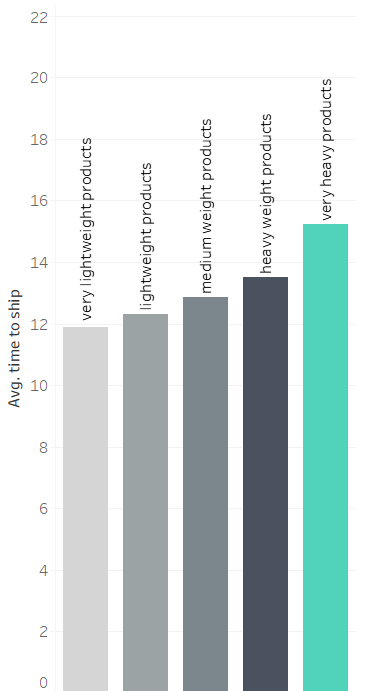 22
20
18
16
14
12
10
8
6
4
2
0
Avg. time to ship
very lightweight products
lightweight products
medium weight products
heavy weight products
very heavy products